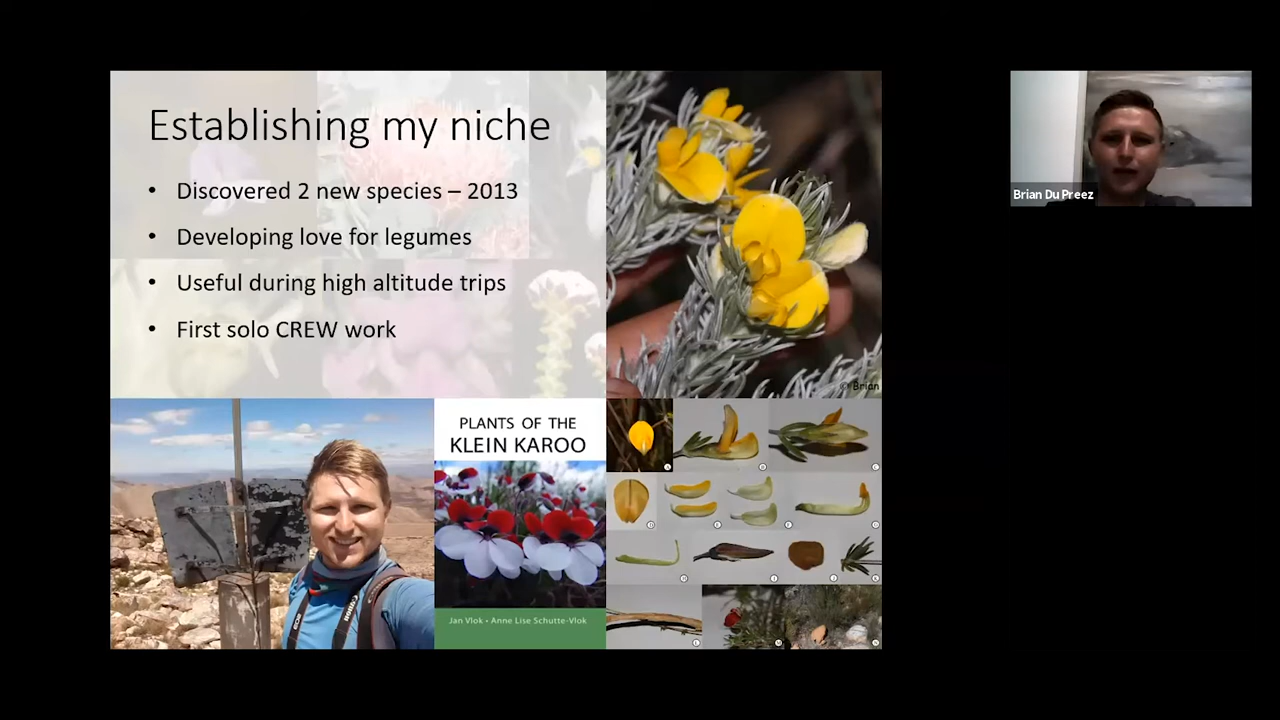 Establishing my niche
• Discovered 2 new species – 2013
• Developing love for legumes
• Useful during high altitude trips
• First solo CREW work
© Brian
Brian Du Preez
PLANTS OF THE
KLEIN KAROO
Jan Vlok • Anne Lise Schutte-Vlok